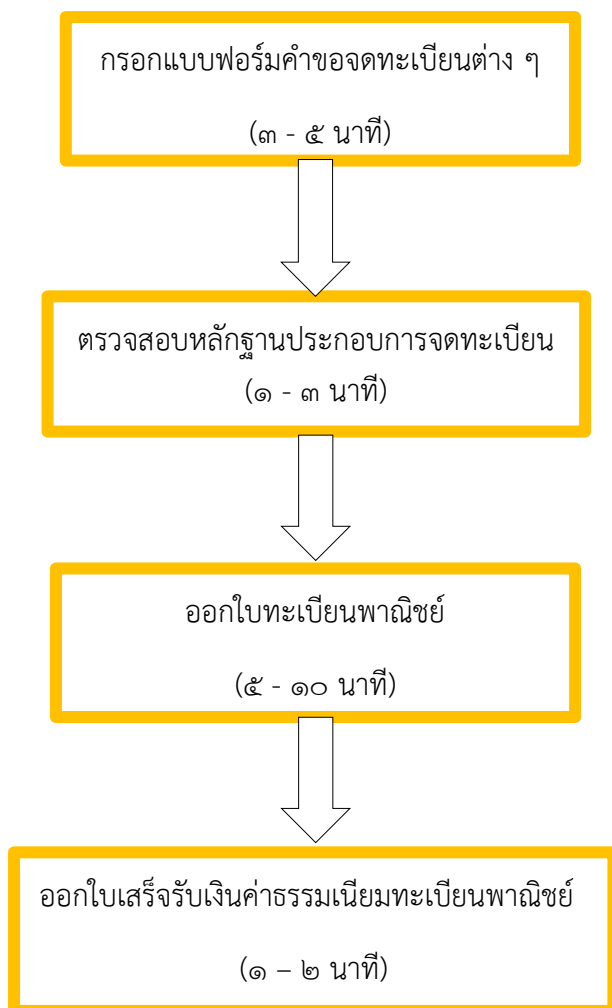 กรอกแบบฟอร์มคำขอจดทะเบียนต่าง ๆ
(๓ - ๕ นาที)
ตรวจสอบหลักฐานประกอบการจดทะเบียน
(๑ - ๓ นาที)
ออกใบทะเบียนพาณิชย์
(๕ - ๑๐ นาที)
ออกใบเสร็จรับเงินค่าธรรมเนียมทะเบียนพาณิชย์
(๑ – ๒ นาที)